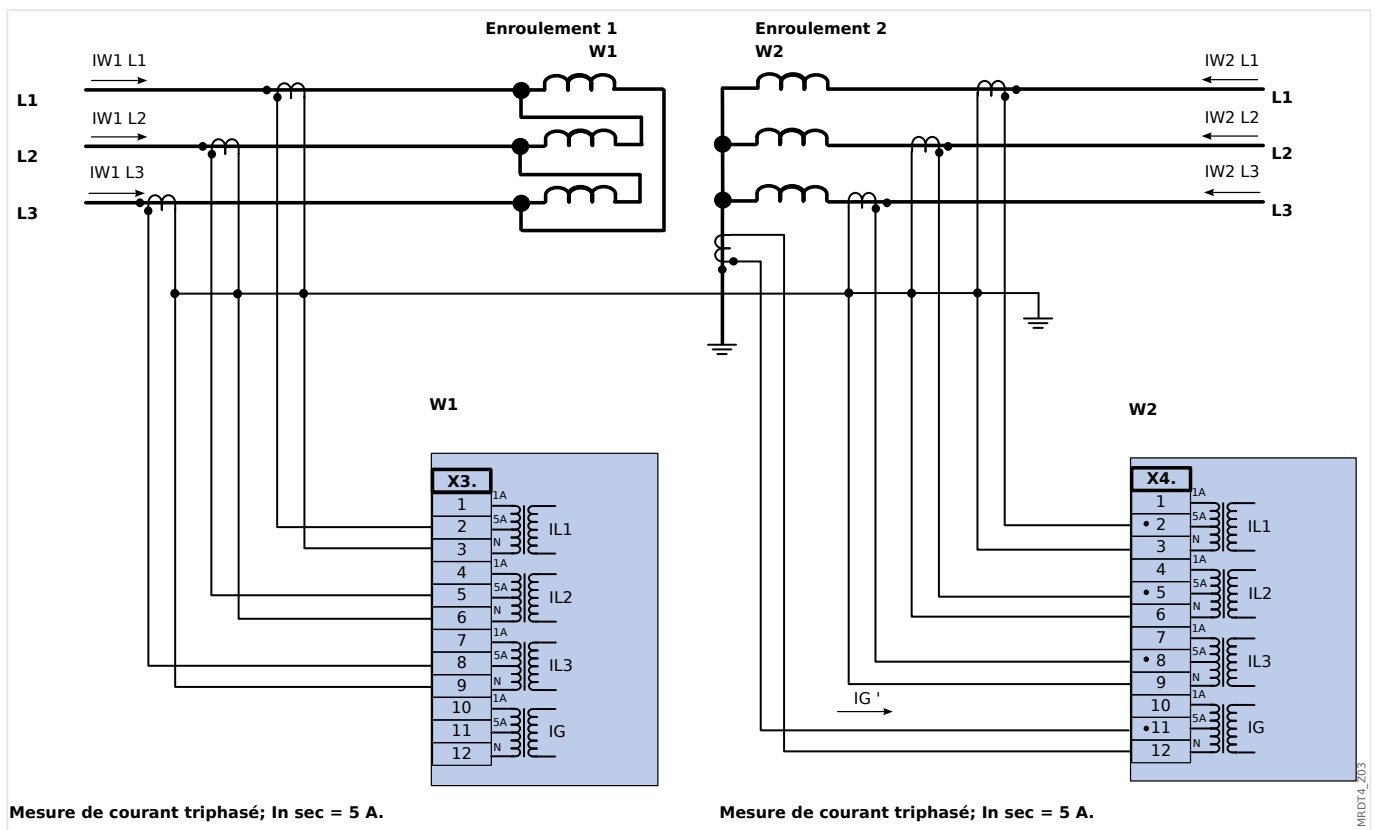 Enroulement 1
W1
Enroulement 2
W2
IW1 L1
L1
IW1 L2
L2
IW1 L3
L3
IW2 L1
L1
IW2 L2
L2
IW2 L3
L3
W1
X3.
1 1A
2 5A IL1
3 N
4 1A
5 5A IL2
6 N
7 1A
8 5A IL3
9 N
10 1A
11 5A IG
12 N
W2
X4.
1 1A
• 2 5A IL1
3 N
4 1A
• 5 5A IL2
6 N
7 1A
• 8 5A IL3
9 N
10 1A
•11 5A IG
12 N
IG '
Mesure de courant triphasé; In sec = 5 A.
Mesure de courant triphasé; In sec = 5 A.
MRDT4_Z03